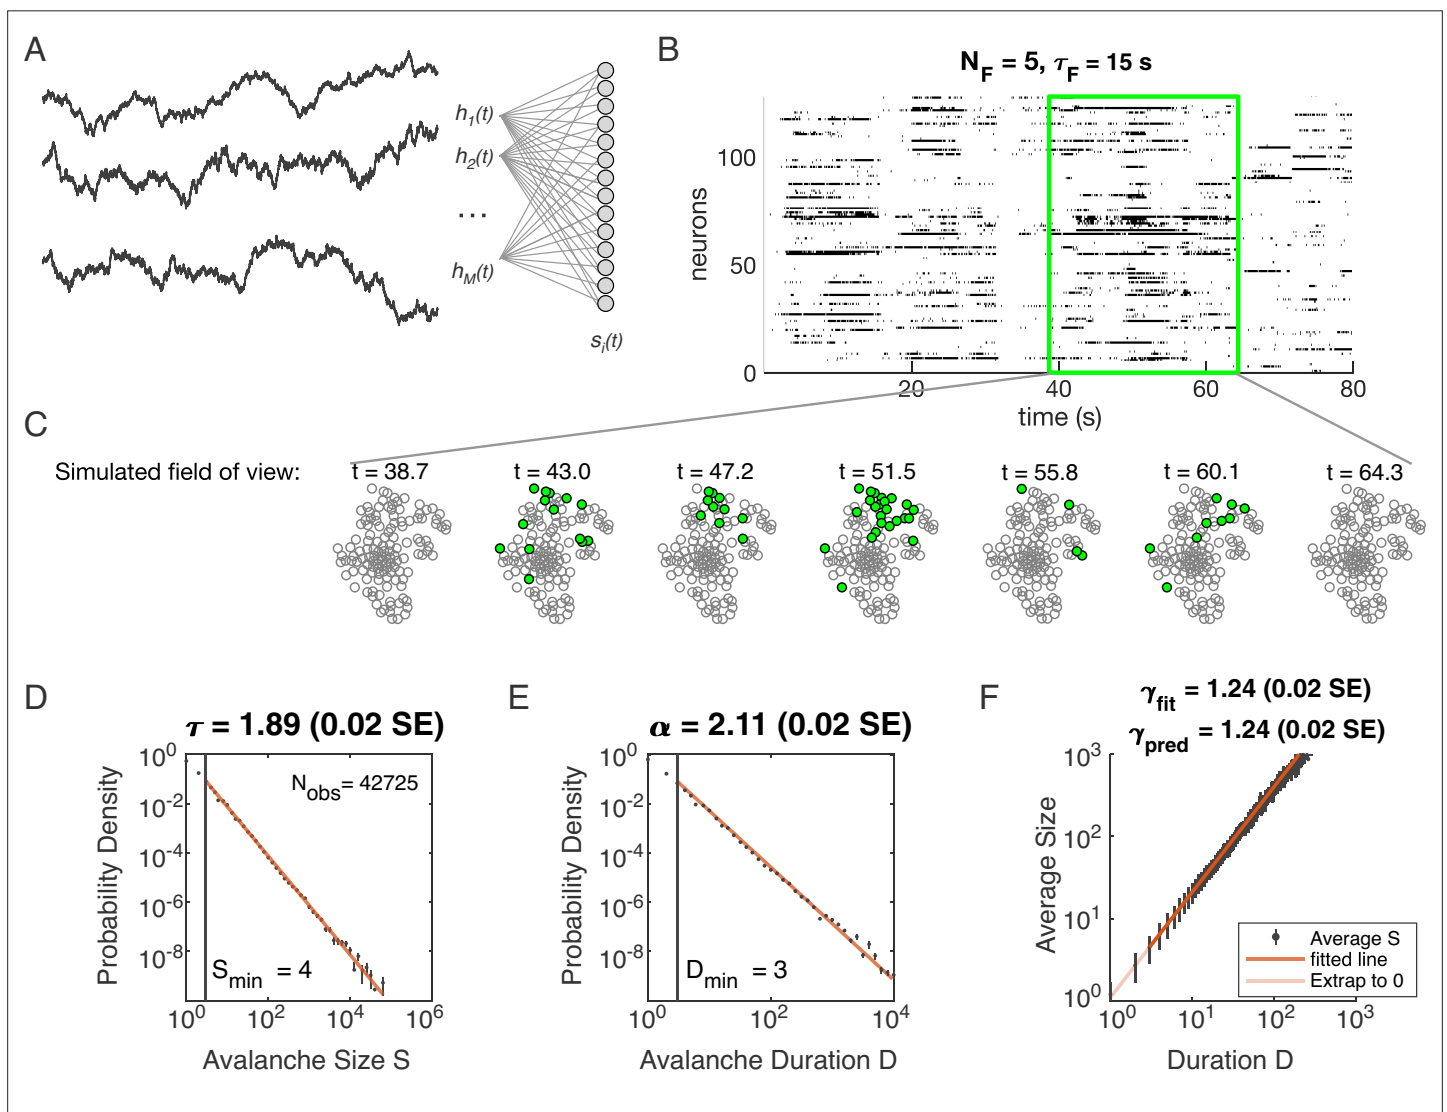 A
h1(t)
h2(t)
...
hM(t)
si(t)
B
NF = 5, τF = 15 s
neurons
100
50
0
20
40
60
80
time (s)
C
Simulated field of view:
t = 38.7
t = 43.0
t = 47.2
t = 51.5
t = 55.8
t = 60.1
t = 64.3
D
τ = 1.89 (0.02 SE)
Probability Density
10^0
10^-2
10^-4
10^-6
10^-8
Nobs= 42725
Smin = 4
10^0
10^2
10^4
10^6
Avalanche Size S
E
α = 2.11 (0.02 SE)
Probability Density
10^0
10^-2
10^-4
10^-6
10^-8
Dmin = 3
10^0
10^2
10^4
Avalanche Duration D
F
γfit = 1.24 (0.02 SE)
γpred = 1.24 (0.02 SE)
Average Size
10^3
10^2
10^1
10^0
Average S
fitted line
Extrap to 0
10^0
10^1
10^2
10^3
Duration D